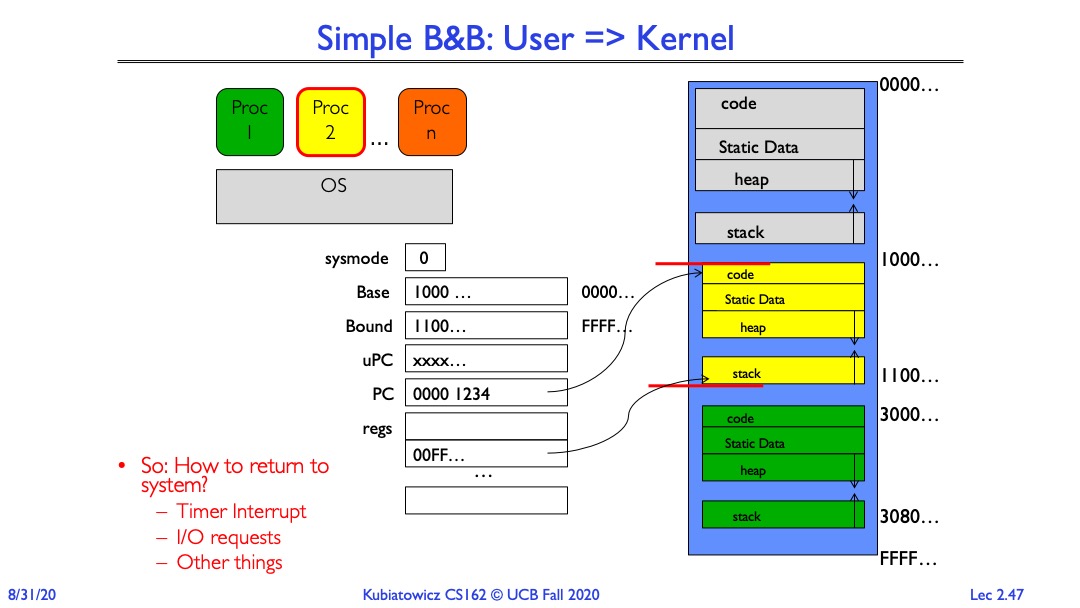 Simple B&B: User => Kernel
Proc
1
Proc
2
…
Proc
n
OS
sysmode 0
Base 1000 … 0000…
Bound 1100… FFFF…
uPC xxxx…
PC 0000 1234
regs
00FF…
…
• So: How to return to
system?
– Timer Interrupt
– I/O requests
– Other things
0000…
code
Static Data
heap
stack
1000…
code
Static Data
heap
stack
1100…
3000…
code
Static Data
heap
stack
3080…
FFFF…
8/31/20
Kubiatowicz CS162 © UCB Fall 2020
Lec 2.47